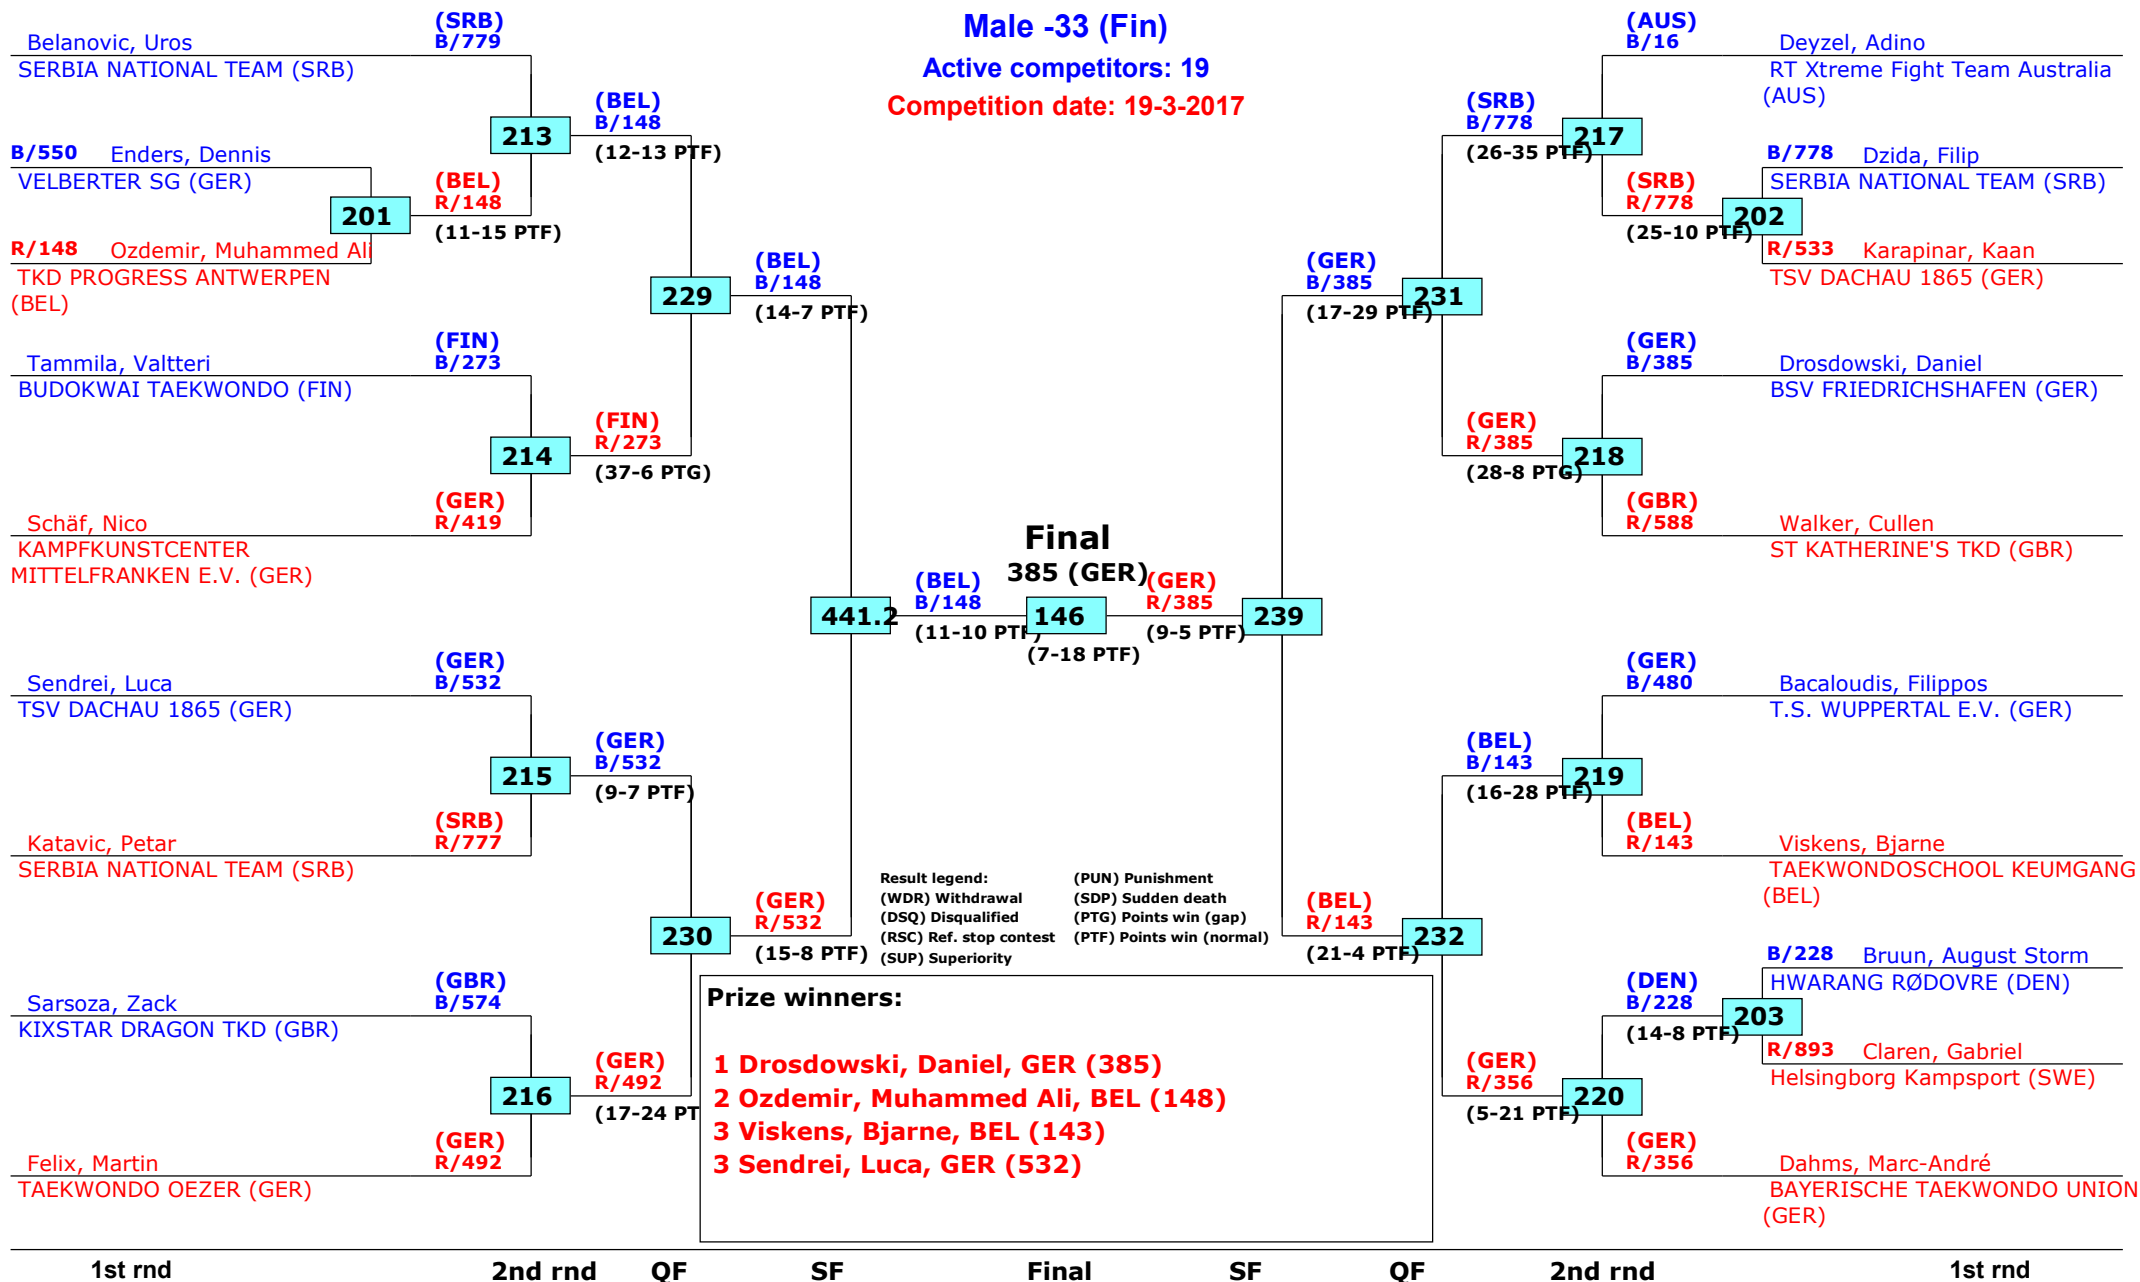 Male -33 (Fin)
Active competitors: 19
Competition date: 19-3-2017
(SRB)
B/779
Belanovic, Uros
SERBIA NATIONAL TEAM (SRB)
213
(BEL)
B/148
(12-13 PTF)
B/550 Enders, Dennis
VELBERTER SG (GER)
201
(BEL)
R/148
(11-15 PTF)
R/148 Ozdemir, Muhammed Ali
TKD PROGRESS ANTWERPEN
(BEL)
229
(BEL)
B/148
(14-7 PTF)
(FIN)
B/273
Tammila, Valtteri
BUDOKWAI TAEKWONDO (FIN)
214
(FIN)
R/273
(37-6 PTG)
(GER)
R/419
Schäf, Nico
KAMPFKUNSTCENTER
MITTELFRANKEN E.V. (GER)
441.2
(BEL)
B/148
(11-10 PTF)
(GER)
B/532
Sendrei, Luca
TSV DACHAU 1865 (GER)
215
(GER)
B/532
(9-7 PTF)
(SRB)
R/777
Katavic, Petar
SERBIA NATIONAL TEAM (SRB)
230
(GER)
R/532
(15-8 PTF)
(GBR)
B/574
Sarsoza, Zack
KIXSTAR DRAGON TKD (GBR)
216
(GER)
R/492
(17-24 PT
(GER)
R/492
Felix, Martin
TAEKWONDO OEZER (GER)
Final
385 (GER)
146
(7-18 PTF)
(GER)
R/385
(9-5 PTF)
239
(AUS)
B/16
Deyzel, Adino
RT Xtreme Fight Team Australia
(AUS)
(SRB)
B/778
(26-35 PTF)
217
B/778 Dzida, Filip
SERBIA NATIONAL TEAM (SRB)
(SRB)
R/778
(25-10 PTF)
202
R/533 Karapinar, Kaan
TSV DACHAU 1865 (GER)
(GER)
B/385
(17-29 PTF)
231
(GER)
B/385
Drosdowski, Daniel
BSV FRIEDRICHSHAFEN (GER)
(GER)
R/385
(28-8 PTG)
218
(GBR)
R/588
Walker, Cullen
ST KATHERINE'S TKD (GBR)
(GER)
B/480
Bacaloudis, Filippos
T.S. WUPPERTAL E.V. (GER)
(BEL)
B/143
(16-28 PTF)
219
(BEL)
R/143
Viskens, Bjarne
TAEKWONDOSCHOOL KEUMGANG
(BEL)
(BEL)
R/143
(21-4 PTF)
232
B/228 Bruun, August Storm
HWARANG RØDOVRE (DEN)
(DEN)
B/228
(14-8 PTF)
203
R/893 Claren, Gabriel
Helsingborg Kampsport (SWE)
(GER)
R/356
(5-21 PTF)
220
(GER)
R/356
Dahms, Marc-André
BAYERISCHE TAEKWONDO UNION
(GER)
Result legend:
(WDR) Withdrawal
(DSQ) Disqualified
(RSC) Ref. stop contest
(SUP) Superiority
(PUN) Punishment
(SDP) Sudden death
(PTG) Points win (gap)
(PTF) Points win (normal)
Prize winners:
1 Drosdowski, Daniel, GER (385)
2 Ozdemir, Muhammed Ali, BEL (148)
3 Viskens, Bjarne, BEL (143)
3 Sendrei, Luca, GER (532)
1st rnd 2nd rnd QF SF Final SF QF 2nd rnd 1st rnd